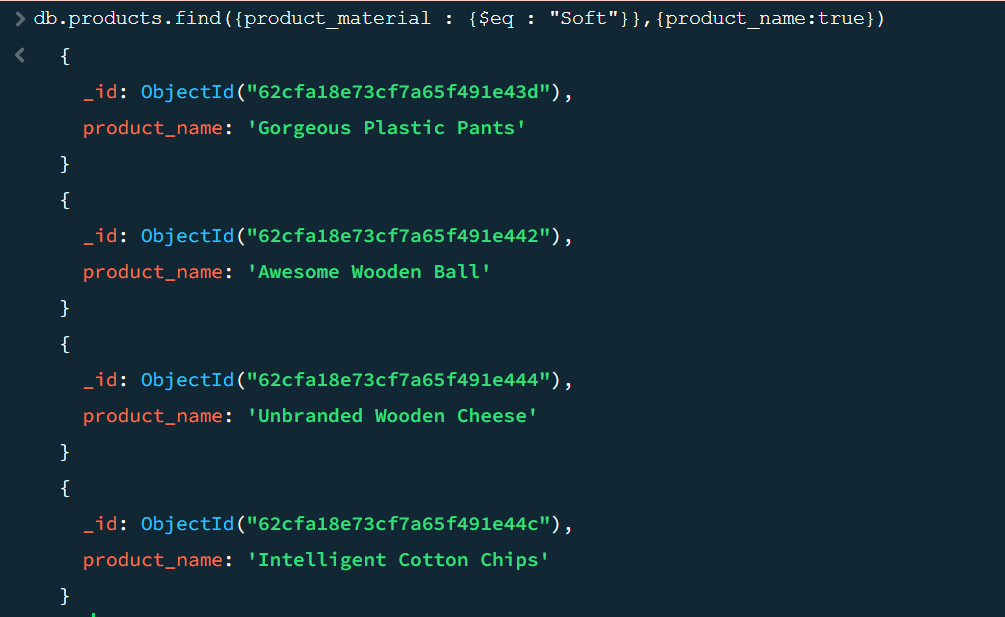 > db.products.find({product_material : {$eq : "Soft"}},{product_name:true})
< {
_id: ObjectId("62cfa18e73cf7a65f491e43d"),
product_name: 'Gorgeous Plastic Pants'
}
{
_id: ObjectId("62cfa18e73cf7a65f491e442"),
product_name: 'Awesome Wooden Ball'
}
{
_id: ObjectId("62cfa18e73cf7a65f491e444"),
product_name: 'Unbranded Wooden Cheese'
}
{
_id: ObjectId("62cfa18e73cf7a65f491e44c"),
product_name: 'Intelligent Cotton Chips'
}